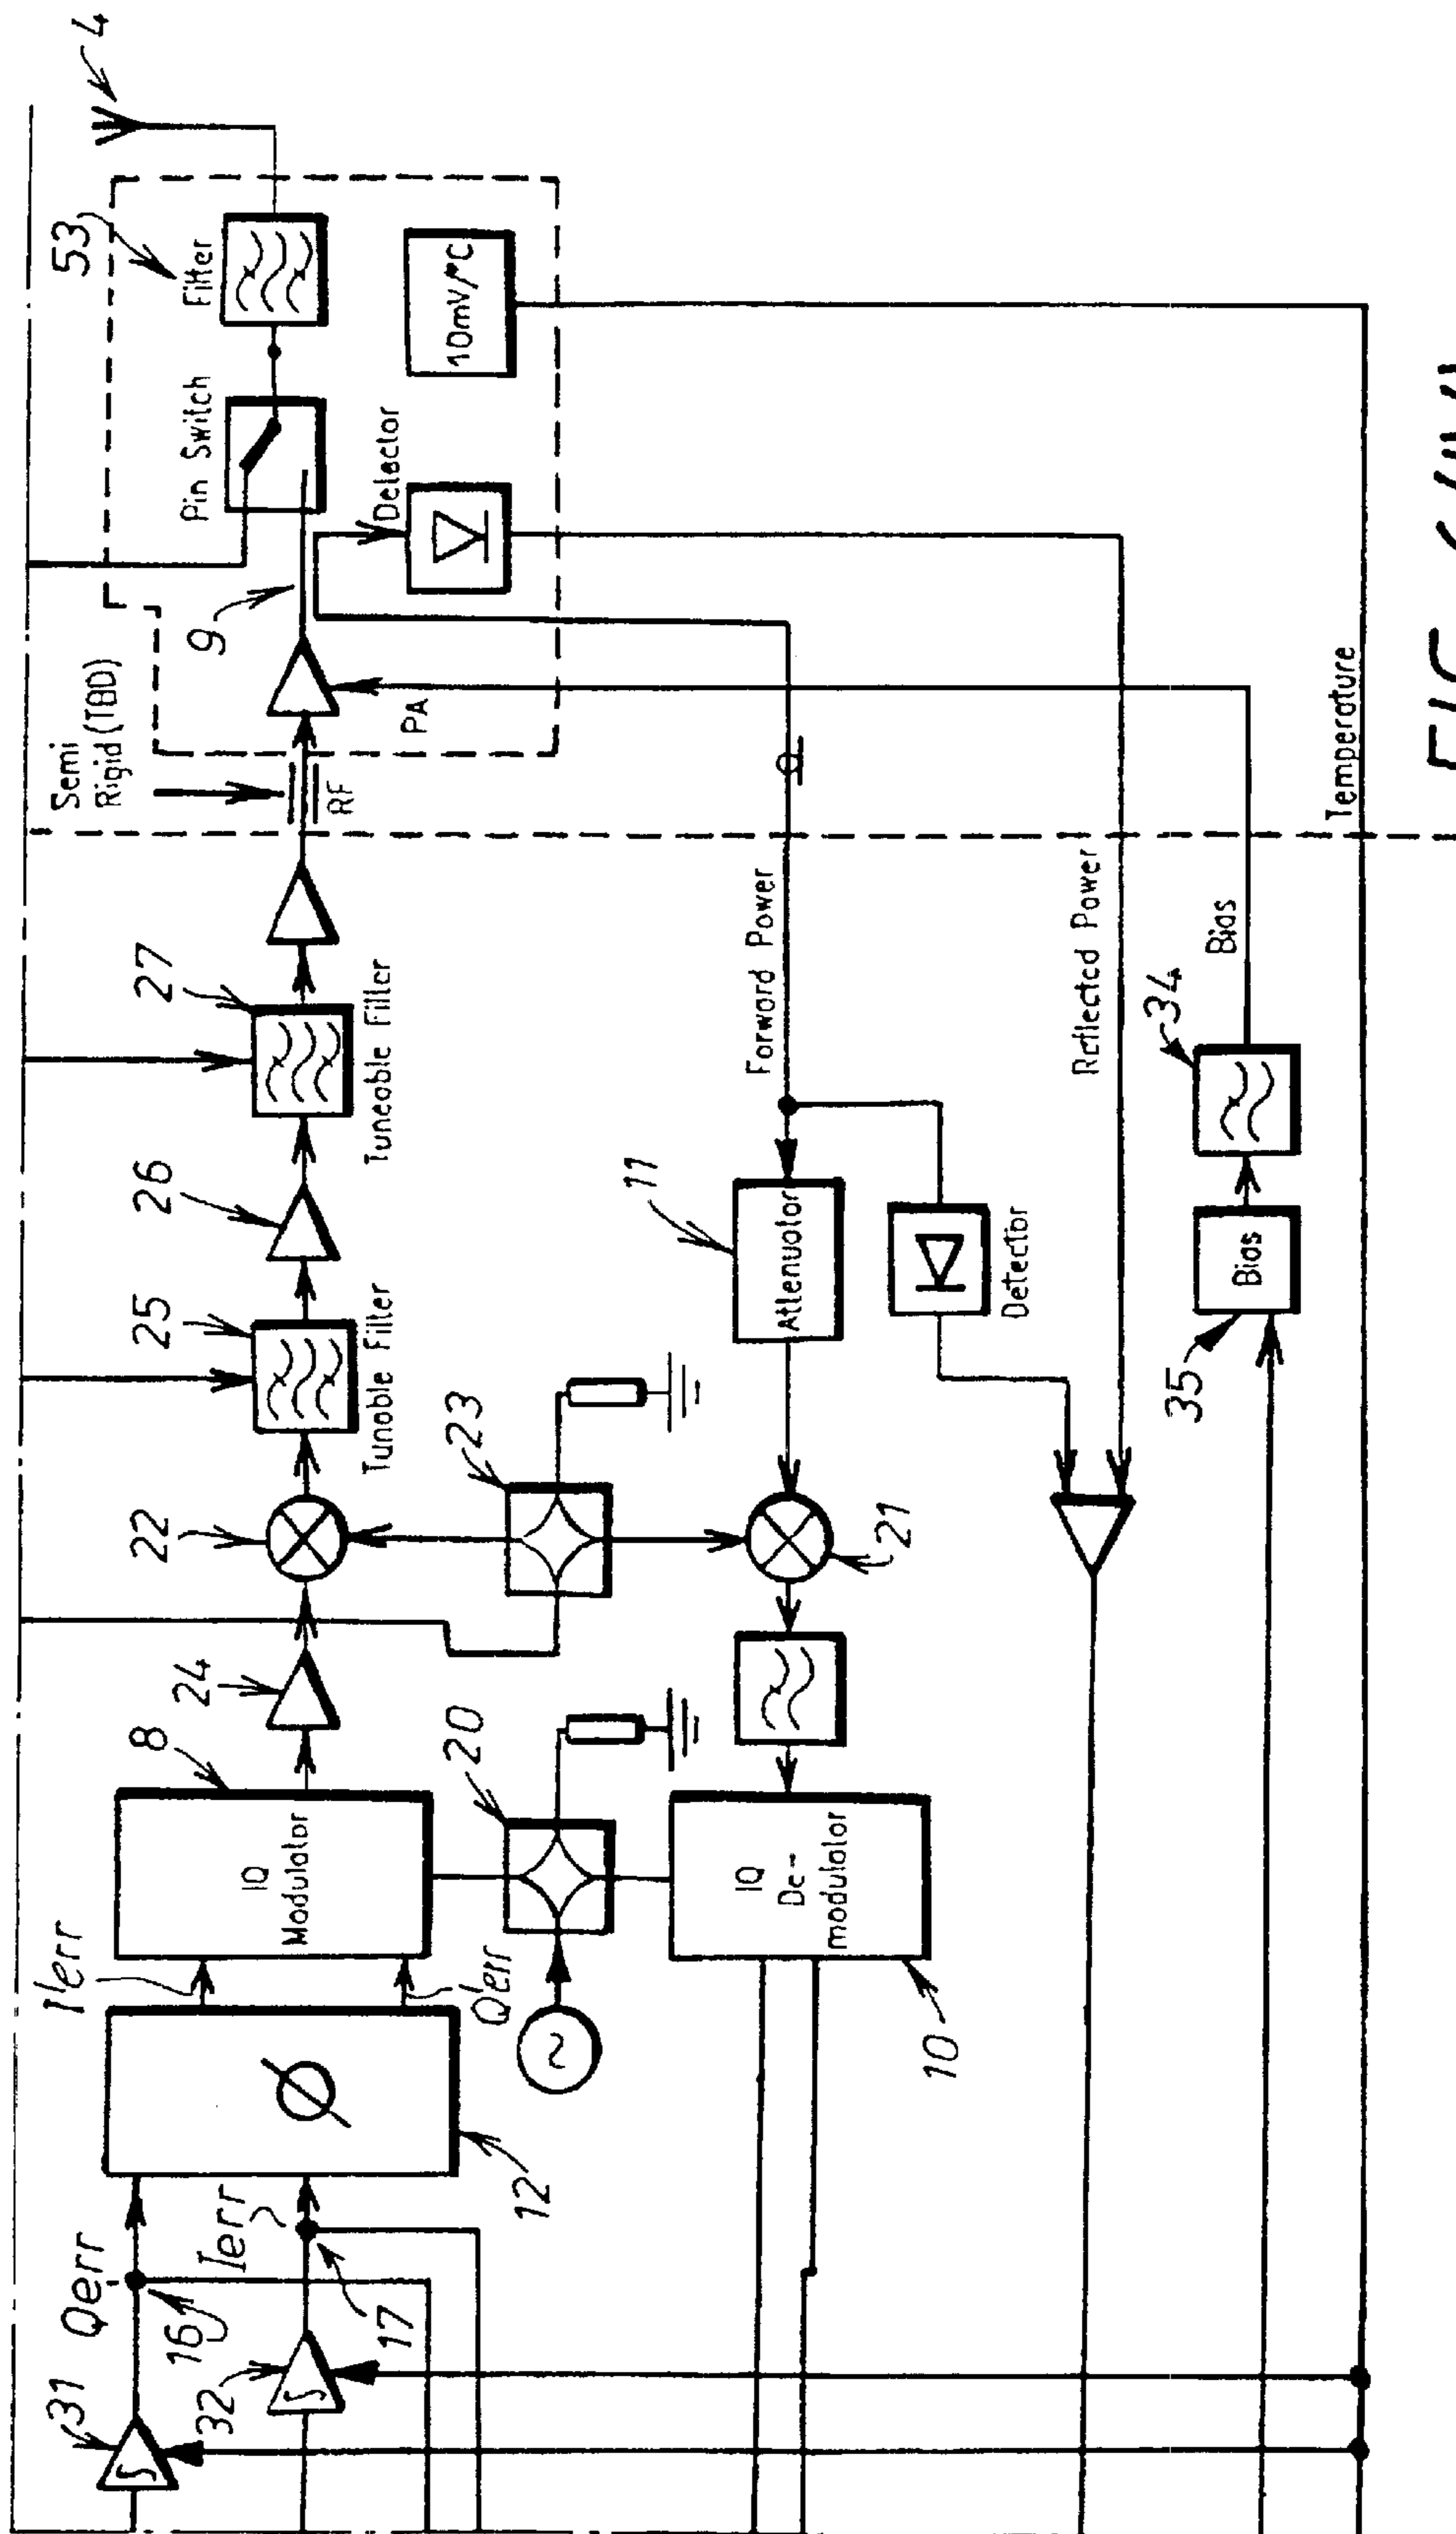 31
Qerr
16
32
Ierr
17
12
I'err
Q'err
8
IQ
Modulator
24
20
IQ
De-
modulator
10
22
23
21
25
Tunable Filter
26
27
Tuneable Filter
11
Attenuator
Detector
Forward Power
Reflected Power
35
Bias
34
Bias
Temperature
Semi
Rigid (TBD)
RF
PA
9
Pin Switch
Detector
53
Filter
10mV/°C
4